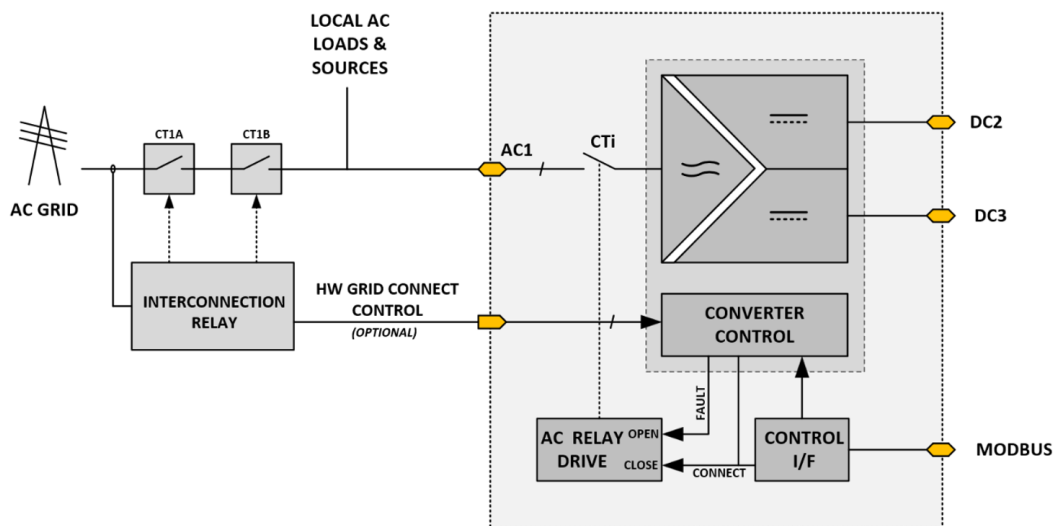 LOCAL AC
LOADS &
SOURCES
CT1A
CT1B
AC GRID
AC1
CTi
DC2
DC3
INTERCONNECTION
RELAY
HW GRID CONNECT
CONTROL
(OPTIONAL)
CONVERTER
CONTROL
FAULT
AC RELAY
DRIVE
OPEN
CLOSE
CONNECT
CONTROL
I/F
MODBUS